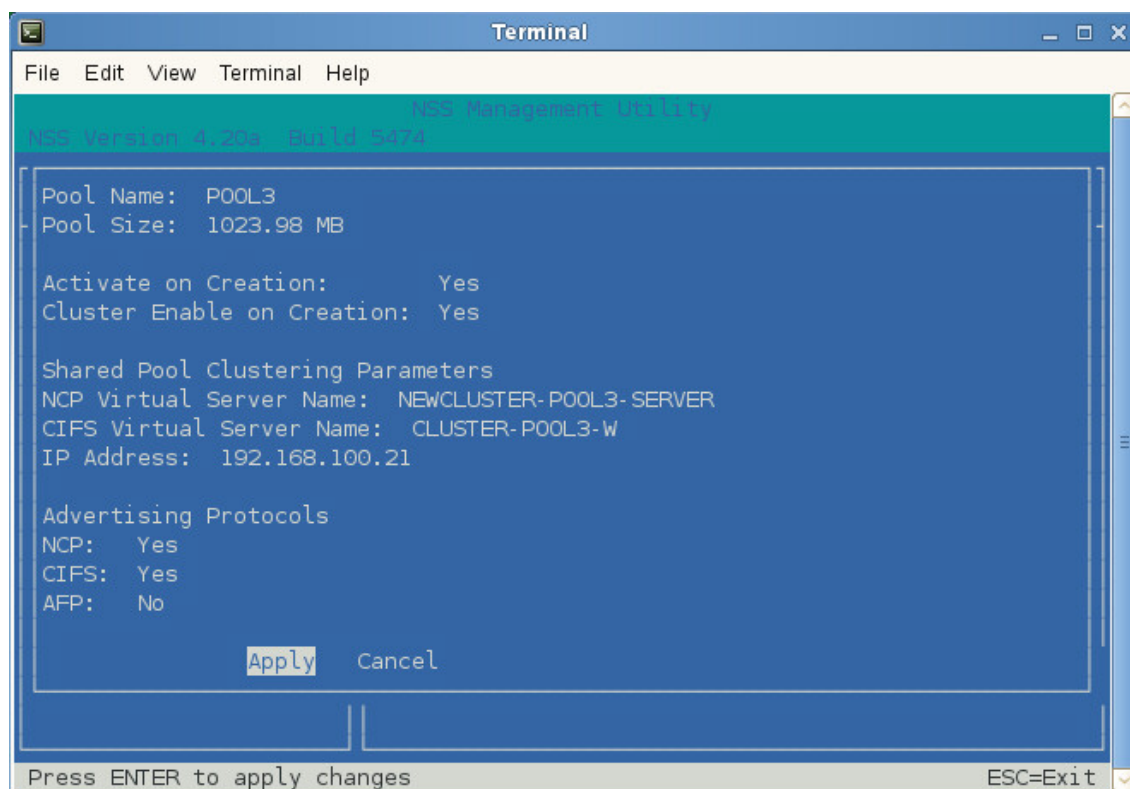 Terminal
File Edit View Terminal Help
NSS Management Utility
NSS Version 4.20a Build 5474
Pool Name: POOL3
Pool Size: 1023.98 MB
Activate on Creation: Yes
Cluster Enable on Creation: Yes
Shared Pool Clustering Parameters
NCP Virtual Server Name: NEWCLUSTER-POOL3-SERVER
CIFS Virtual Server Name: CLUSTER-POOL3-W
IP Address: 192.168.100.21
Advertising Protocols
NCP: Yes
CIFS: Yes
AFP: No
Apply Cancel
Press ENTER to apply changes ESC=Exit